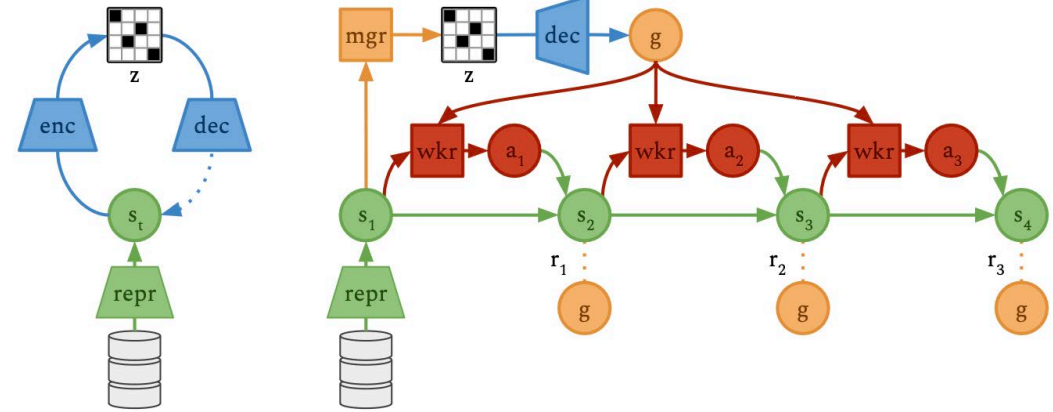 z
enc
dec
s_t
repr
mgr
z
dec
g
wkr
a_1
wkr
a_2
wkr
a_3
s_1
s_2
s_3
s_4
r_1
r_2
r_3
repr
g
g
g